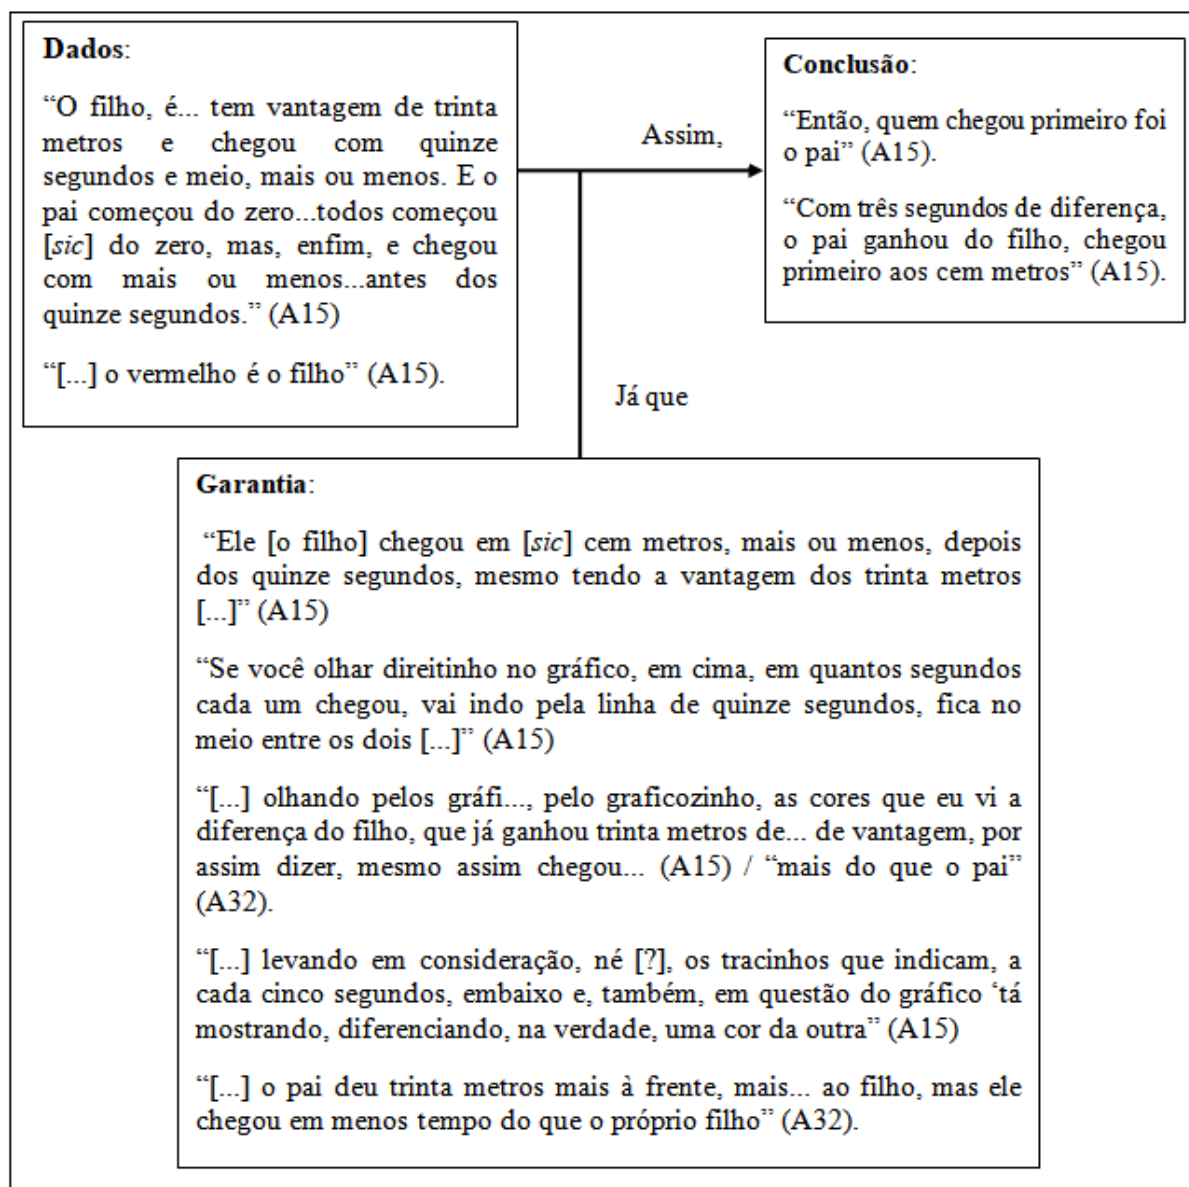 Dados:
“O filho, é... tem vantagem de trinta
metros e chegou com quinze
segundos e meio, mais ou menos. E o
pai começou do zero...todos começou
[sic] do zero, mas, enfim, e chegou
com mais ou menos...antes dos
quinze segundos.” (A15)
“[...] o vermelho é o filho” (A15).
Assim,
Conclusão:
“Então, quem chegou primeiro foi
o pai” (A15).
“Com três segundos de diferença,
o pai ganhou do filho, chegou
primeiro aos cem metros” (A15).
Já que
Garantia:
“Ele [o filho] chegou em [sic] cem metros, mais ou menos, depois
dos quinze segundos, mesmo tendo a vantagem dos trinta metros
[...]” (A15)
“Se você olhar direitinho no gráfico, em cima, em quantos segundos
cada um chegou, vai indo pela linha de quinze segundos, fica no
meio entre os dois [...]” (A15)
“[...] olhando pelos gráfi..., pelo graficozinho, as cores que eu vi a
diferença do filho, que já ganhou trinta metros de... de vantagem, por
assim dizer, mesmo assim chegou... (A15) / “mais do que o pai”
(A32).
“[...] levando em consideração, né [?], os tracinhos que indicam, a
cada cinco segundos, embaixo e, também, em questão do gráfico ‘tá
mostrando, diferenciando, na verdade, uma cor da outra” (A15)
“[...] o pai deu trinta metros mais à frente, mais... ao filho, mas ele
chegou em menos tempo do que o próprio filho” (A32).